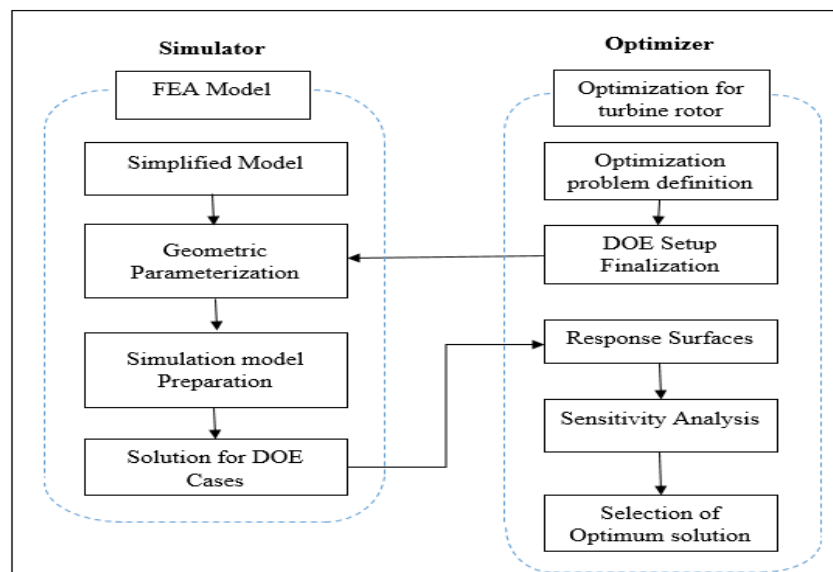 Simulator
FEA Model
Simplified Model
Geometric
Parameterization
Simulation model
Preparation
Solution for DOE
Cases
Optimizer
Optimization for
turbine rotor
Optimization
problem definition
DOE Setup
Finalization
Response Surfaces
Sensitivity Analysis
Selection of
Optimum solution